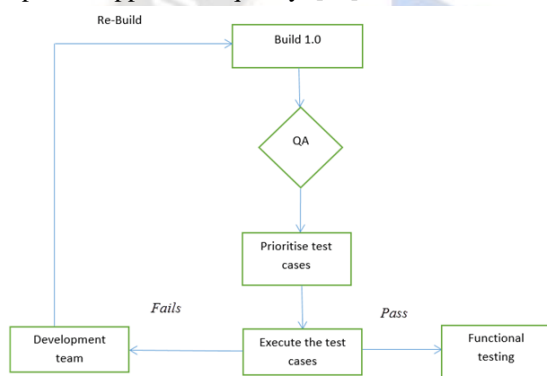 Re-Build
Build 1.0
QA
Prioritise test
cases
Fails
Pass
Development
team
Execute the test
cases
Functional
testing